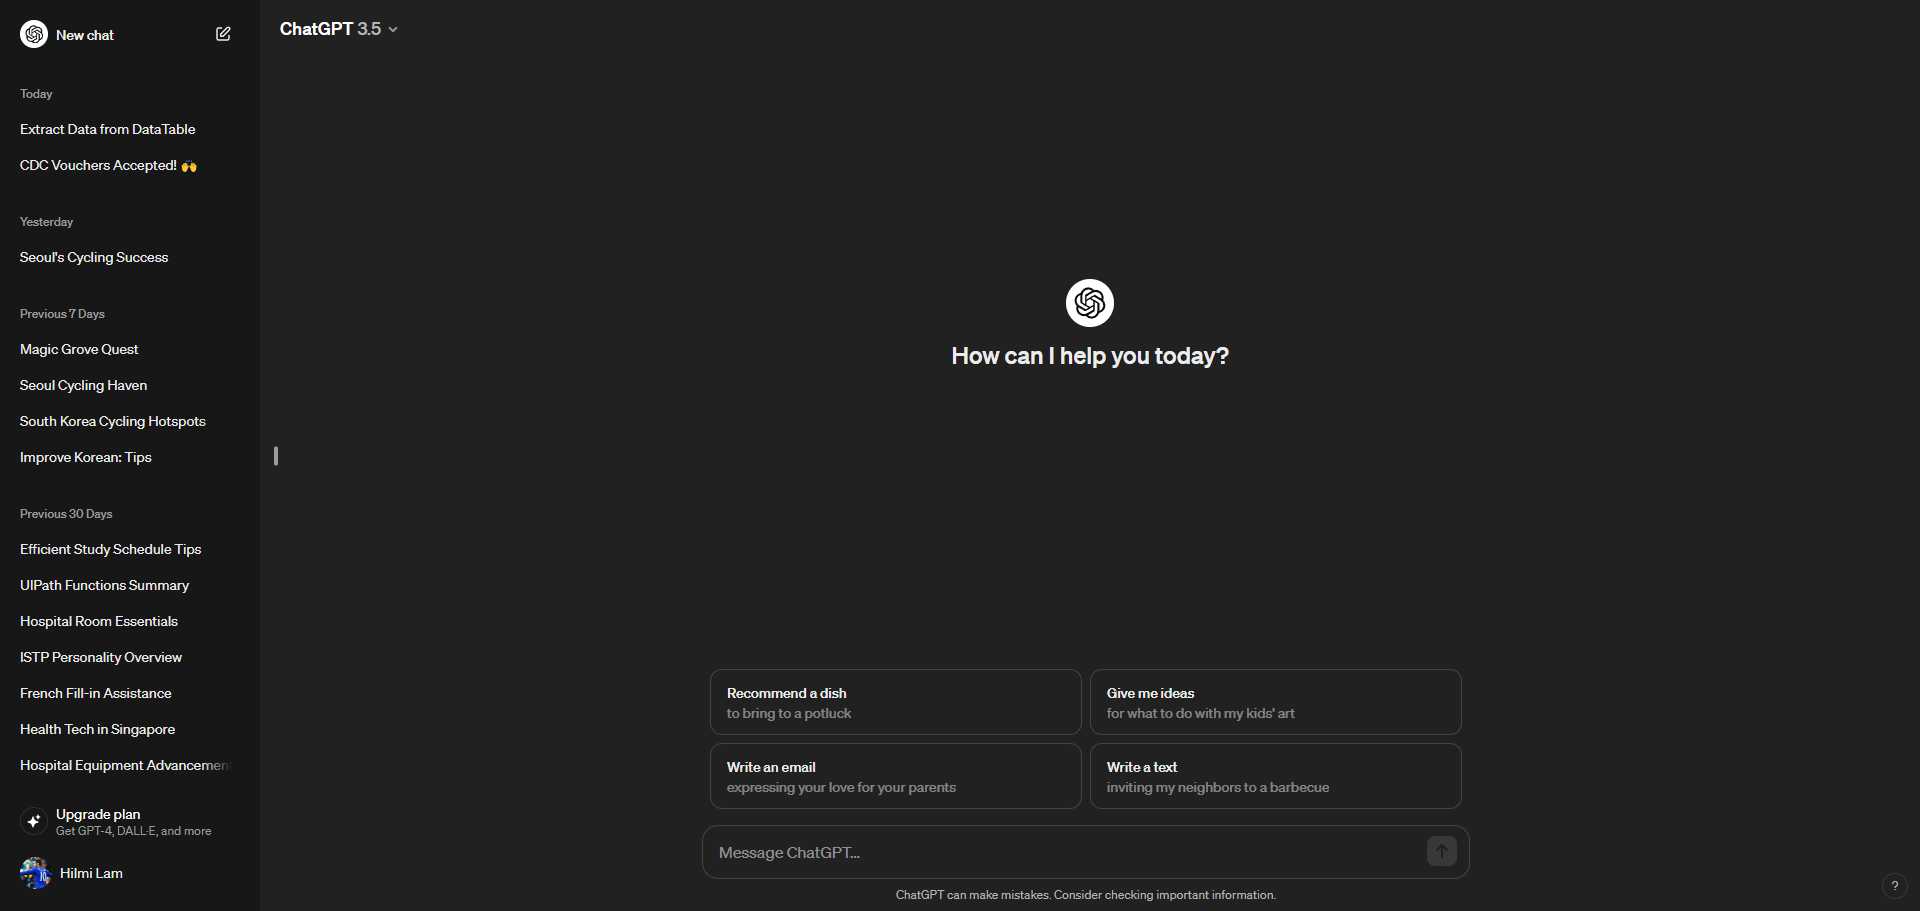 New chat
Today
Extract Data from DataTable
CDC Vouchers Accepted! 🙌
Yesterday
Seoul's Cycling Success
Previous 7 Days
Magic Grove Quest
Seoul Cycling Haven
South Korea Cycling Hotspots
Improve Korean: Tips
Previous 30 Days
Efficient Study Schedule Tips
UIPath Functions Summary
Hospital Room Essentials
ISTP Personality Overview
French Fill-in Assistance
Health Tech in Singapore
Hospital Equipment Advancemen
Upgrade plan
Get GPT-4, DALL·E, and more
Hilmi Lam
ChatGPT 3.5
How can I help you today?
Recommend a dish
to bring to a potluck
Give me ideas
for what to do with my kids' art
Write an email
expressing your love for your parents
Write a text
inviting my neighbors to a barbecue
Message ChatGPT...
ChatGPT can make mistakes. Consider checking important information.
?